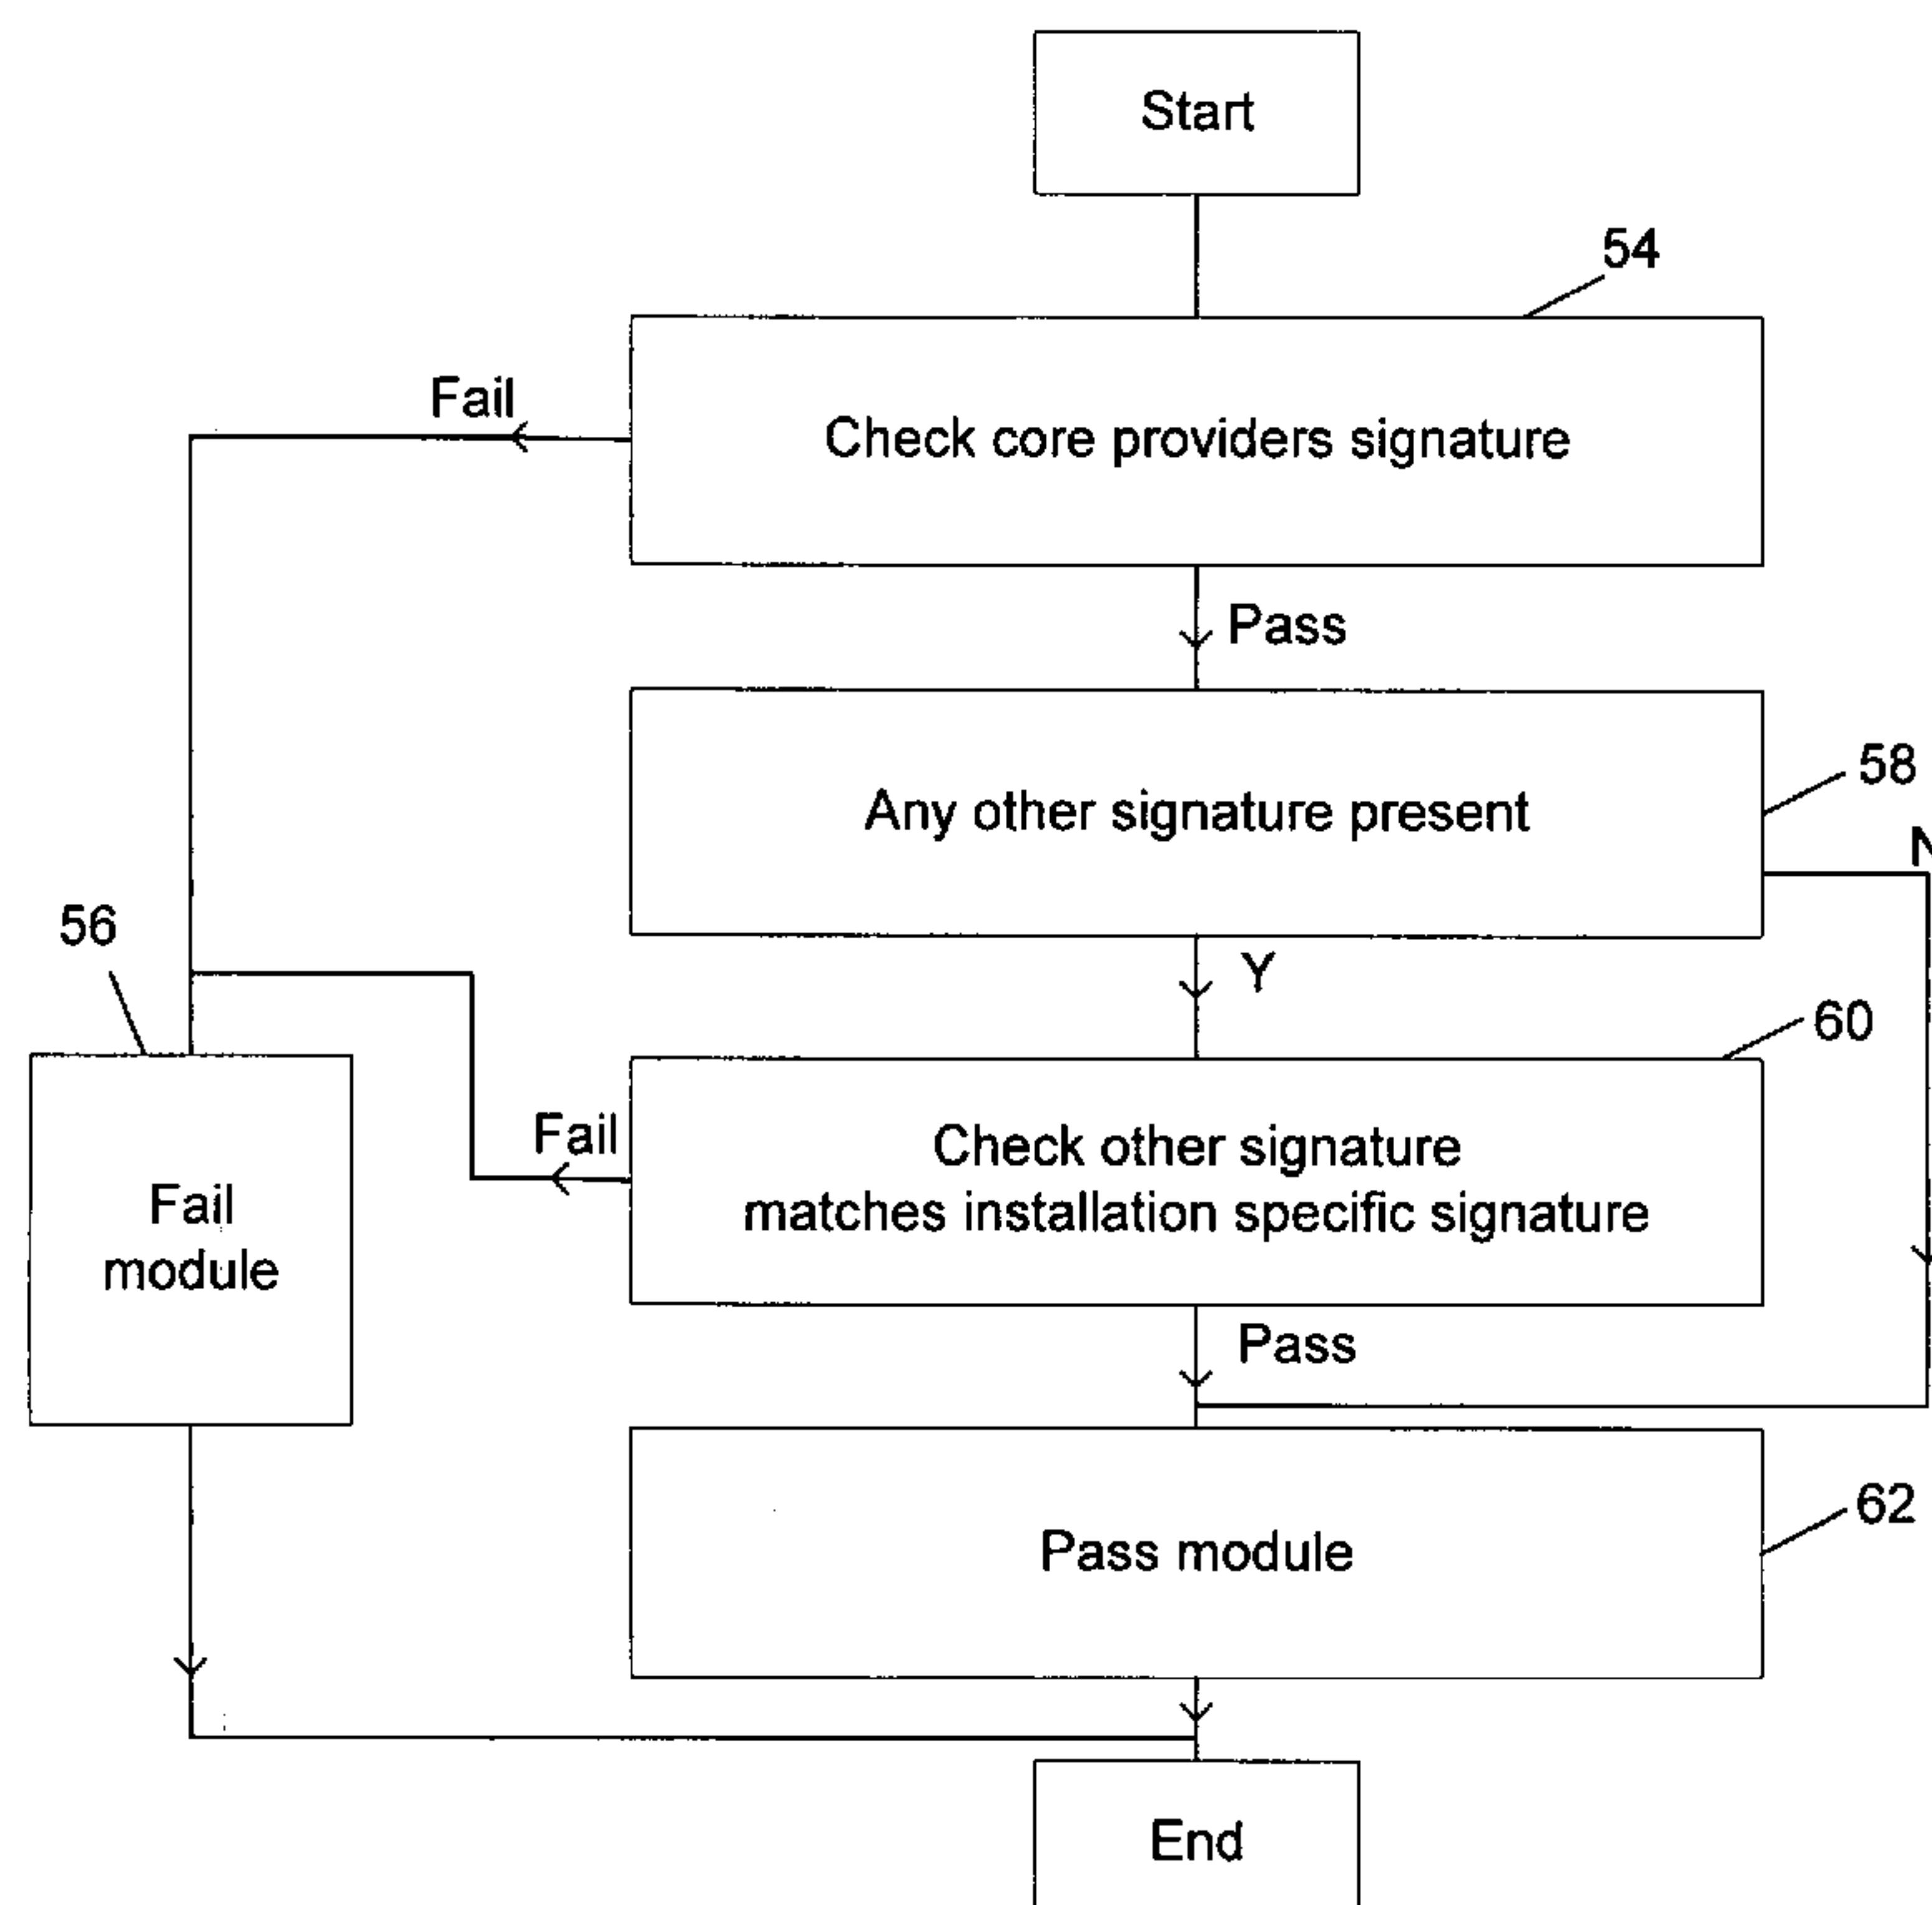 Start
54
Fail
Check core providers signature
Pass
58
Any other signature present
N
56
Y
60
Fail
Check other signature
matches installation specific signature
Fail
module
Pass
62
Pass module
End